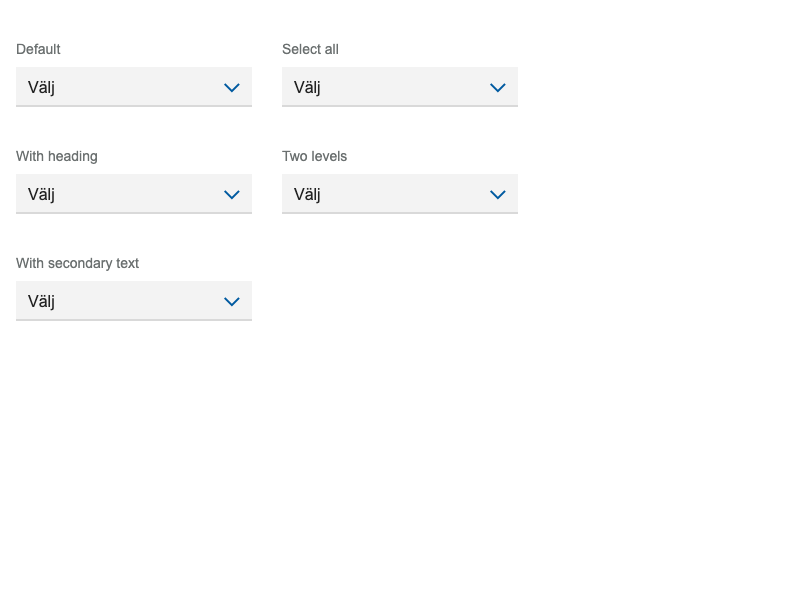 Default
Select all
Välj
Välj
With heading
Two levels
Välj
Välj
With secondary text
Välj